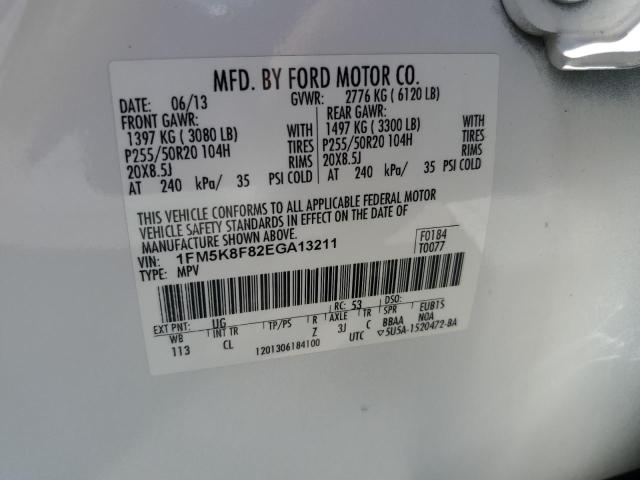 MFD. BY FORD MOTOR CO.
DATE: 06/13 GVWR: 2776 KG ( 6120 LB)
FRONT GAWR: REAR GAWR:
1397 KG ( 3080 LB) WITH 1497 KG ( 3300 LB) WITH
P255/50R20 104H TIRES P255/50R20 104H TIRES
20X8.5J RIMS 20X8.5J RIMS
AT 240 kPa/ 35 PSI COLD AT 240 kPa/ 35 PSI COLD
THIS VEHICLE CONFORMS TO ALL APPLICABLE FEDERAL MOTOR
VEHICLE SAFETY STANDARDS IN EFFECT ON THE DATE OF
MANUFACTURE SHOWN ABOVE.
VIN: 1FM5K8F82EGA13211 F0184
TYPE: MPV T0077
EXT PNT: UG RC: 53 DSO:
WB INT TR TP/PS R AXLE TR SPR EUB15
113 CL Z 3J C BBAA NOA
1201306184100 UTC ▽5U5A-1520472-BA